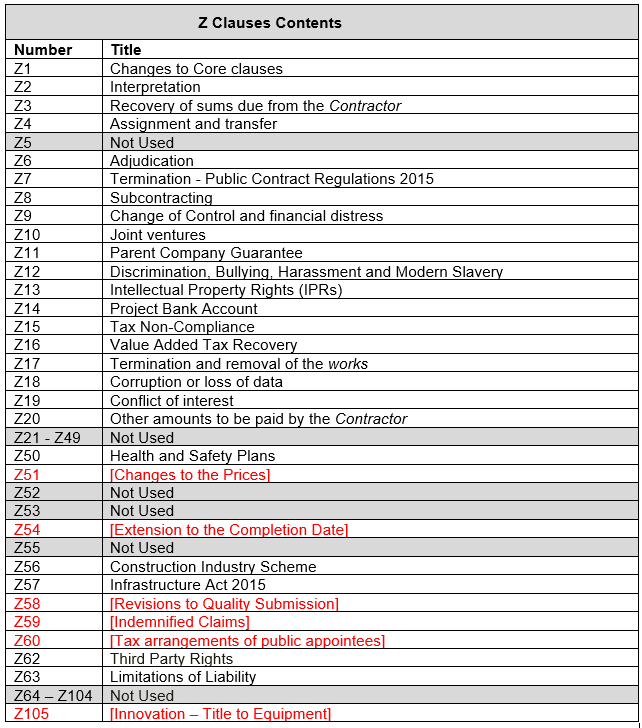 Z Clauses Contents
Number Title
Z1 Changes to Core clauses
Z2 Interpretation
Z3 Recovery of sums due from the Contractor
Z4 Assignment and transfer
Z5 Not Used
Z6 Adjudication
Z7 Termination - Public Contract Regulations 2015
Z8 Subcontracting
Z9 Change of Control and financial distress
Z10 Joint ventures
Z11 Parent Company Guarantee
Z12 Discrimination, Bullying, Harassment and Modern Slavery
Z13 Intellectual Property Rights (IPRs)
Z14 Project Bank Account
Z15 Tax Non-Compliance
Z16 Value Added Tax Recovery
Z17 Termination and removal of the works
Z18 Corruption or loss of data
Z19 Conflict of interest
Z20 Other amounts to be paid by the Contractor
Z21 - Z49 Not Used
Z50 Health and Safety Plans
Z51 [Changes to the Prices]
Z52 Not Used
Z53 Not Used
Z54 [Extension to the Completion Date]
Z55 Not Used
Z56 Construction Industry Scheme
Z57 Infrastructure Act 2015
Z58 [Revisions to Quality Submission]
Z59 [Indemnified Claims]
Z60 [Tax arrangements of public appointees]
Z62 Third Party Rights
Z63 Limitations of Liability
Z64 – Z104 Not Used
Z105 [Innovation – Title to Equipment]